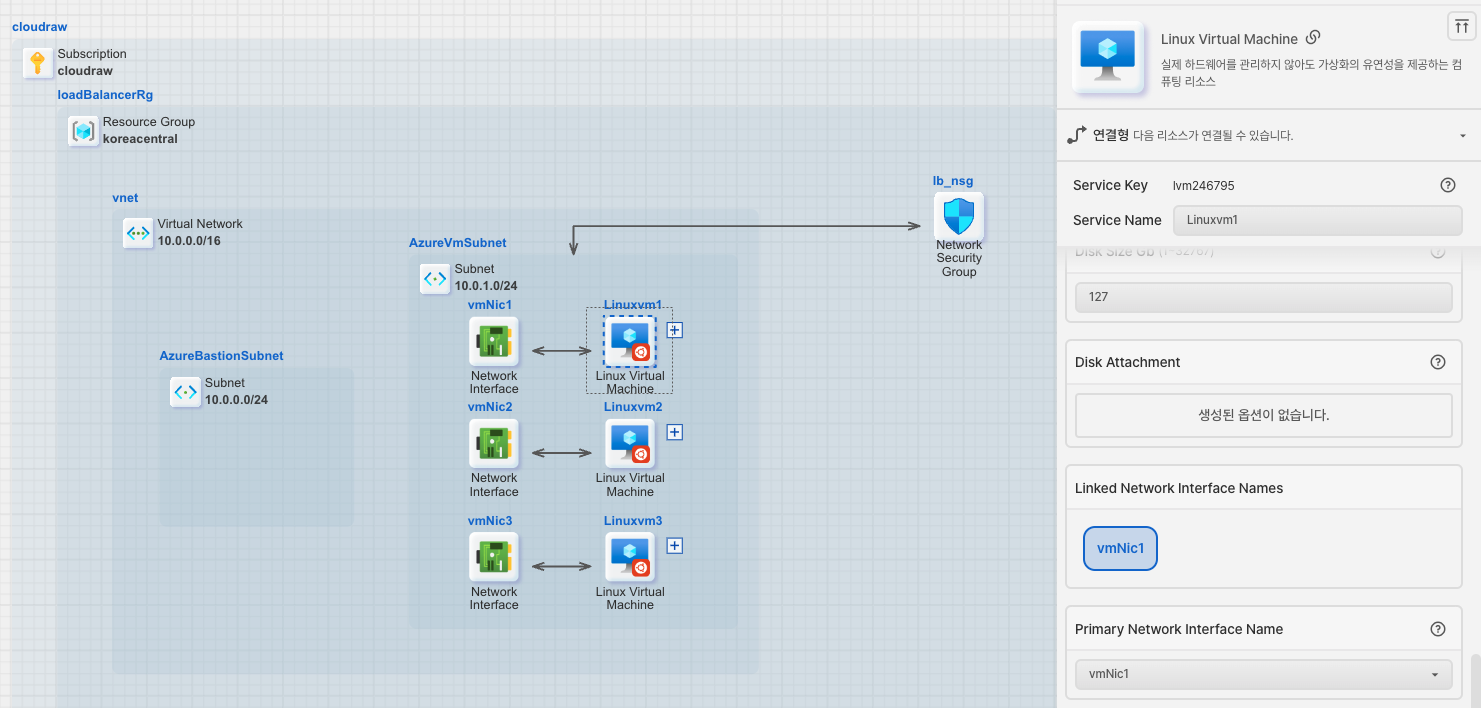 cloudraw
Subscription
cloudraw
loadBalancerRg
Resource Group
koreacentral
vnet
Virtual Network
10.0.0.0/16
AzureBastionSubnet
Subnet
10.0.0.0/24
AzureVmSubnet
Subnet
10.0.1.0/24
vmNic1
Network
Interface
Linuxvm1
Linux Virtual
Machine
vmNic2
Network
Interface
Linuxvm2
Linux Virtual
Machine
vmNic3
Network
Interface
Linuxvm3
Linux Virtual
Machine
lb_nsg
Network
Security
Group
Linux Virtual Machine
실제 하드웨어를 관리하지 않아도 가상화의 유연성을 제공하는 컴
퓨팅 리소스
연결형 다음 리소스가 연결될 수 있습니다.
Service Key lvm246795
Service Name Linuxvm1
Disk Size Gb (1~32767)
127
Disk Attachment
생성된 옵션이 없습니다.
Linked Network Interface Names
vmNic1
Primary Network Interface Name
vmNic1